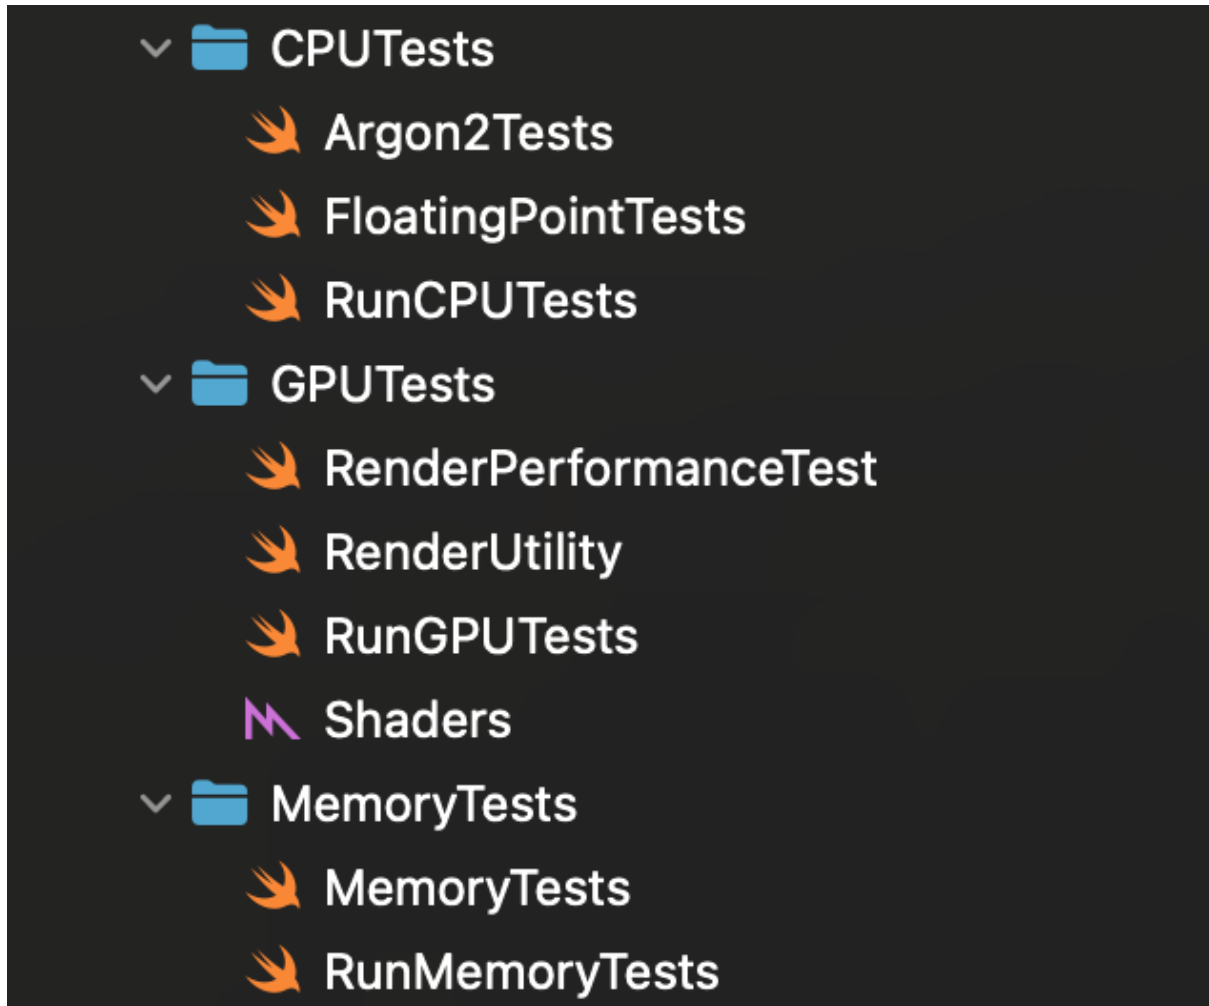 CPUTests
Argon2Tests
FloatingPointTests
RunCPUTests
GPUTests
RenderPerformanceTest
RenderUtility
RunGPUTests
Shaders
MemoryTests
MemoryTests
RunMemoryTests